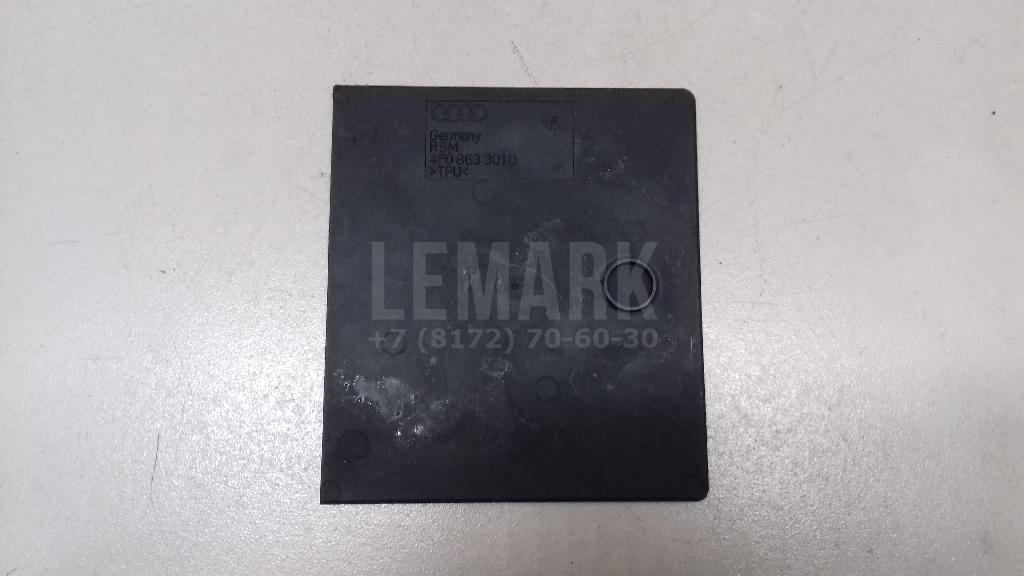 Germany
RSM
4F0 863 301 D
>TPU<
LEMARK
+7 (8172) 70-60-30